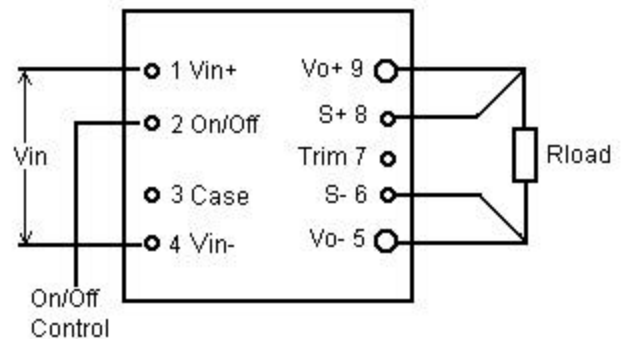 1 Vin+
2 On/Off
3 Case
4 Vin-
Vo+ 9
S+ 8
Trim 7
S- 6
Vo- 5
Vin
On/Off
Control
Rload